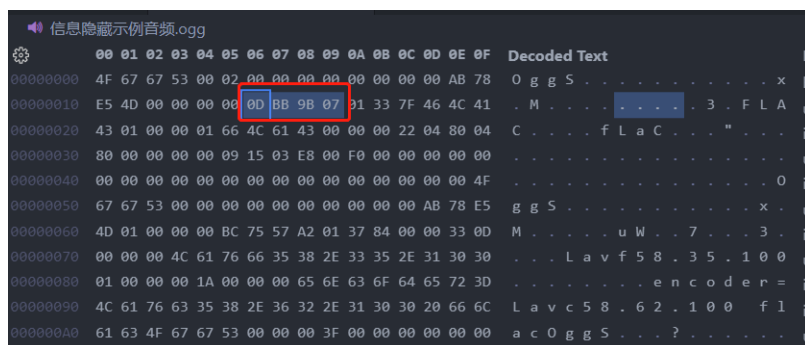 信息隐藏示例音频.ogg
00 01 02 03 04 05 06 07 08 09 0A 0B 0C 0D 0E 0F Decoded Text
00000000 4F 67 67 53 00 02 00 00 00 00 00 00 00 00 AB 78 O g g S . . . . . . . . . . . x
00000010 E5 4D 00 00 00 00 0D BB 9B 07 01 33 7F 46 4C 41 . M . . . . . . . . . 3 . F L A
00000020 43 01 00 00 01 66 4C 61 43 00 00 00 22 04 80 04 C . . . . f L a C . . . " . . .
00000030 80 00 00 00 00 09 15 03 E8 00 F0 00 00 00 00 00 . . . . . . . . . . . . . . . .
00000040 00 00 00 00 00 00 00 00 00 00 00 00 00 00 00 4F . . . . . . . . . . . . . . . O
00000050 67 67 53 00 00 00 00 00 00 00 00 00 00 AB 78 E5 g g S . . . . . . . . . . . x .
00000060 4D 01 00 00 00 BC 75 57 A2 01 37 84 00 00 33 0D M . . . . . u W . . 7 . . . 3 .
00000070 00 00 00 4C 61 76 66 35 38 2E 33 35 2E 31 30 30 . . . L a v f 5 8 . 3 5 . 1 0 0
00000080 01 00 00 00 1A 00 00 00 65 6E 63 6F 64 65 72 3D . . . . . . . . e n c o d e r =
00000090 4C 61 76 63 35 38 2E 36 32 2E 31 30 30 20 66 6C L a v c 5 8 . 6 2 . 1 0 0   f l
000000A0 61 63 4F 67 67 53 00 00 00 3F 00 00 00 00 00 00 a c O g g S . . . ? . . . . . .